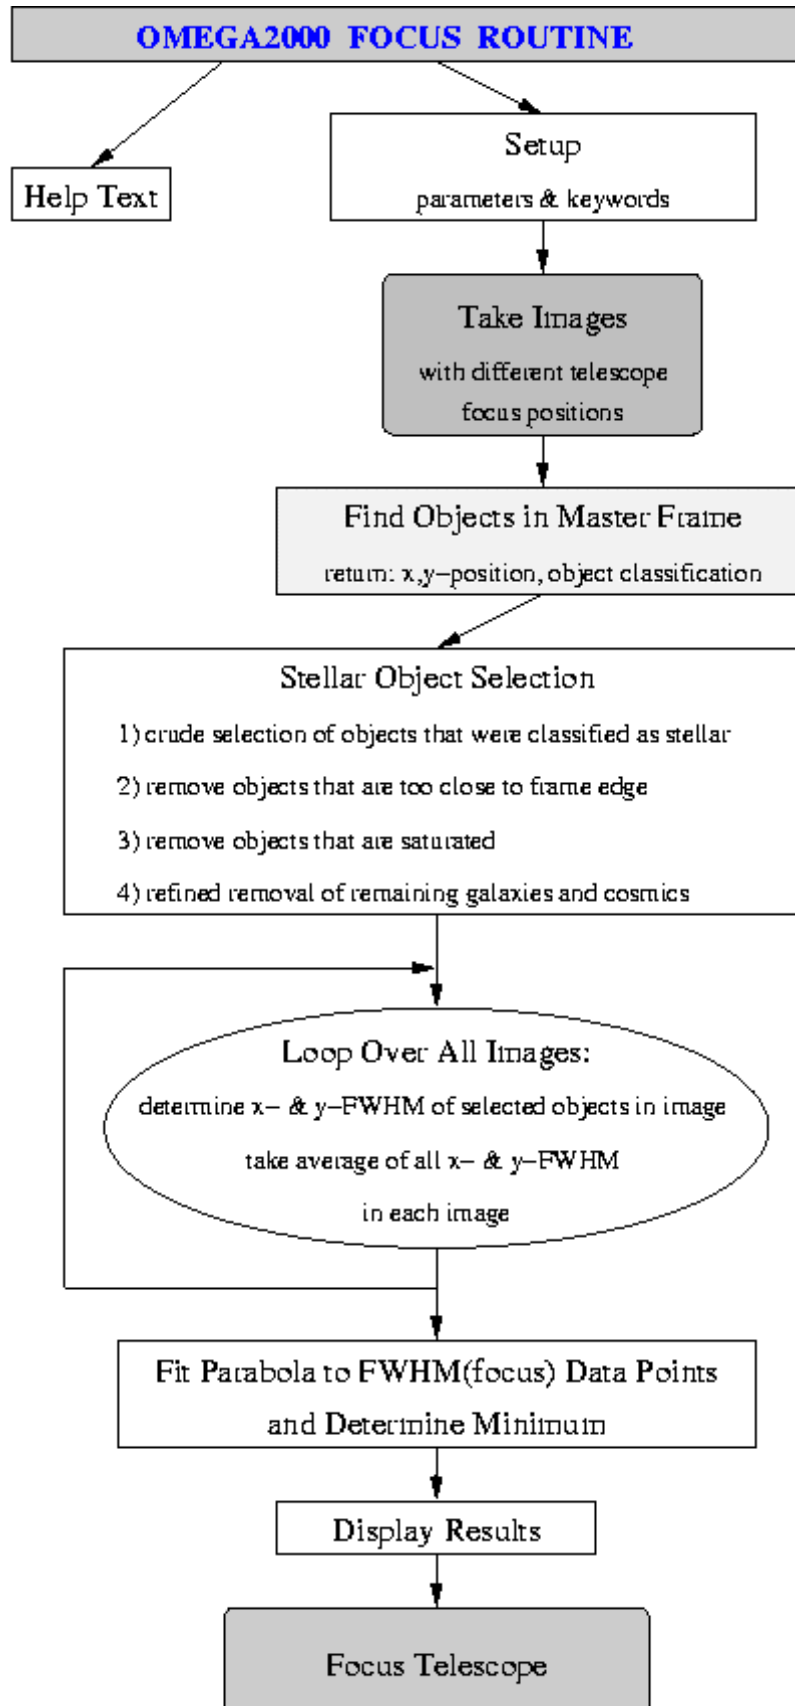 OMEGA2000 FOCUS ROUTINE
Help Text
Setup
parameters & keywords
Take Images
with different telescope
focus positions
Find Objects in Master Frame
return: x,y−position, object classification
Stellar Object Selection
1) crude selection of objects that were classified as stellar
2) remove objects that are too close to frame edge
3) remove objects that are saturated
4) refined removal of remaining galaxies and cosmics
Loop Over All Images:
determine x− & y−FWHM of selected objects in image
take average of all x− & y−FWHM
in each image
Fit Parabola to FWHM(focus) Data Points
and Determine Minimum
Display Results
Focus Telescope